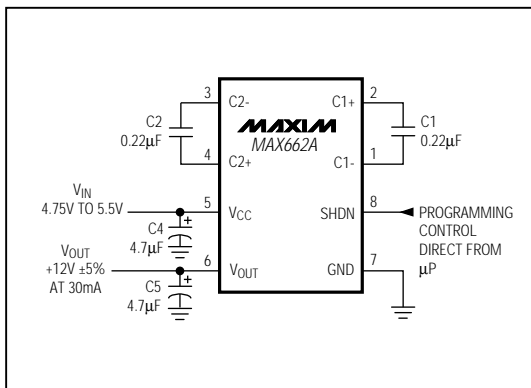 3
C2-
C1+
2
C2
0.22µF
MAXIM
MAX662A
C1
0.22µF
4
C2+
C1-
1
VIN
4.75V TO 5.5V
5
VCC
SHDN
8
PROGRAMMING
CONTROL
DIRECT FROM
µP
+
C4
4.7µF
VOUT
+12V ±5%
AT 30mA
6
VOUT
GND
7
+
C5
4.7µF